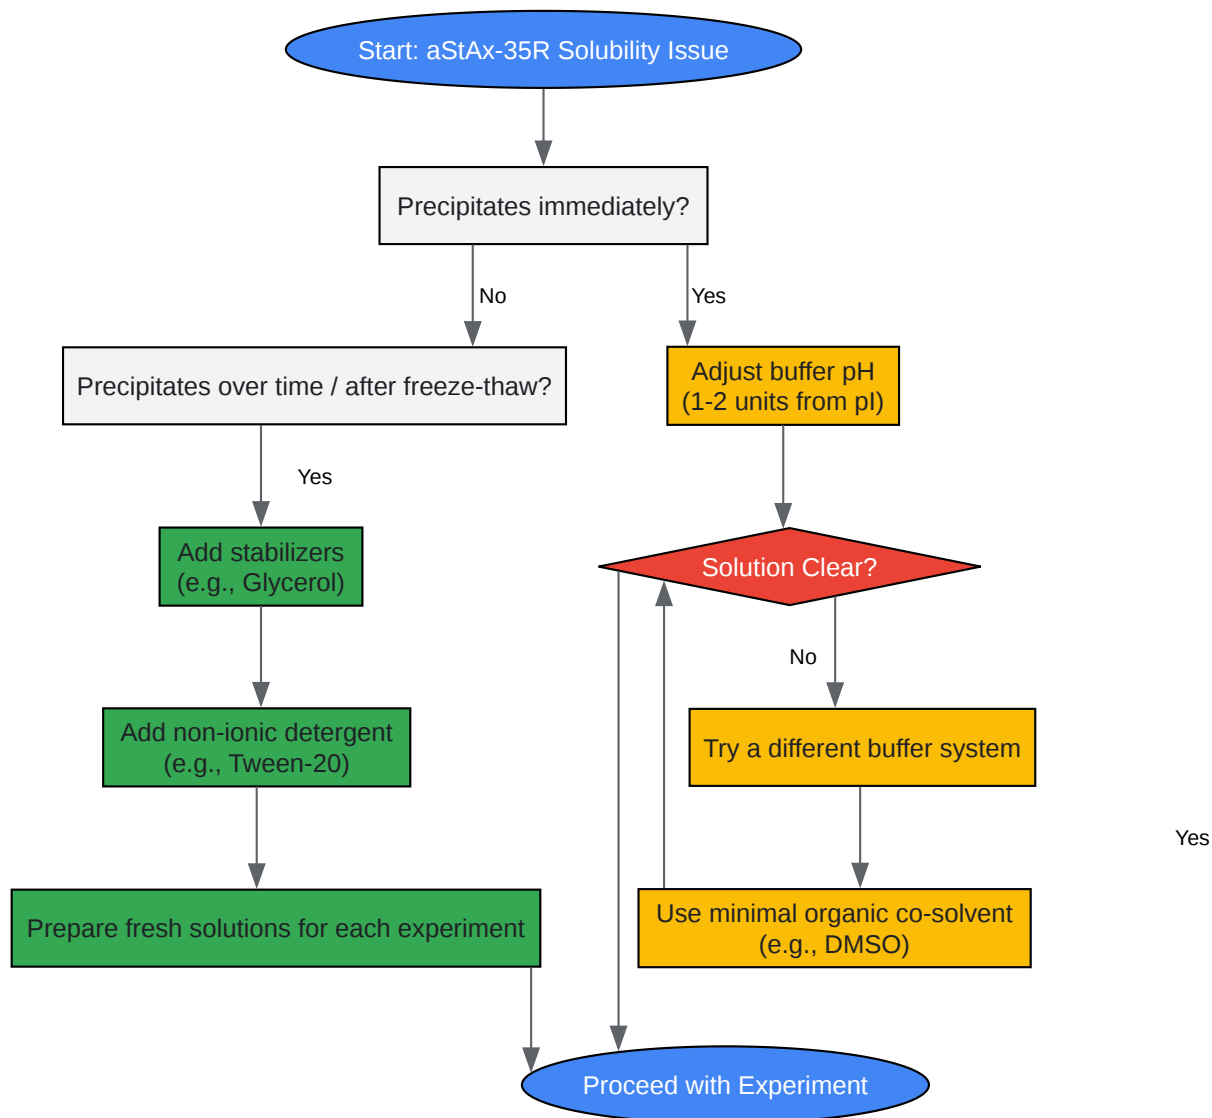 Start: aStAx-35R Solubility Issue
Precipitates immediately?
No
Yes
Precipitates over time / after freeze-thaw?
Adjust buffer pH
(1-2 units from pI)
Yes
Add stabilizers
(e.g., Glycerol)
Solution Clear?
No
Add non-ionic detergent
(e.g., Tween-20)
Try a different buffer system
Yes
Prepare fresh solutions for each experiment
Use minimal organic co-solvent
(e.g., DMSO)
Proceed with Experiment